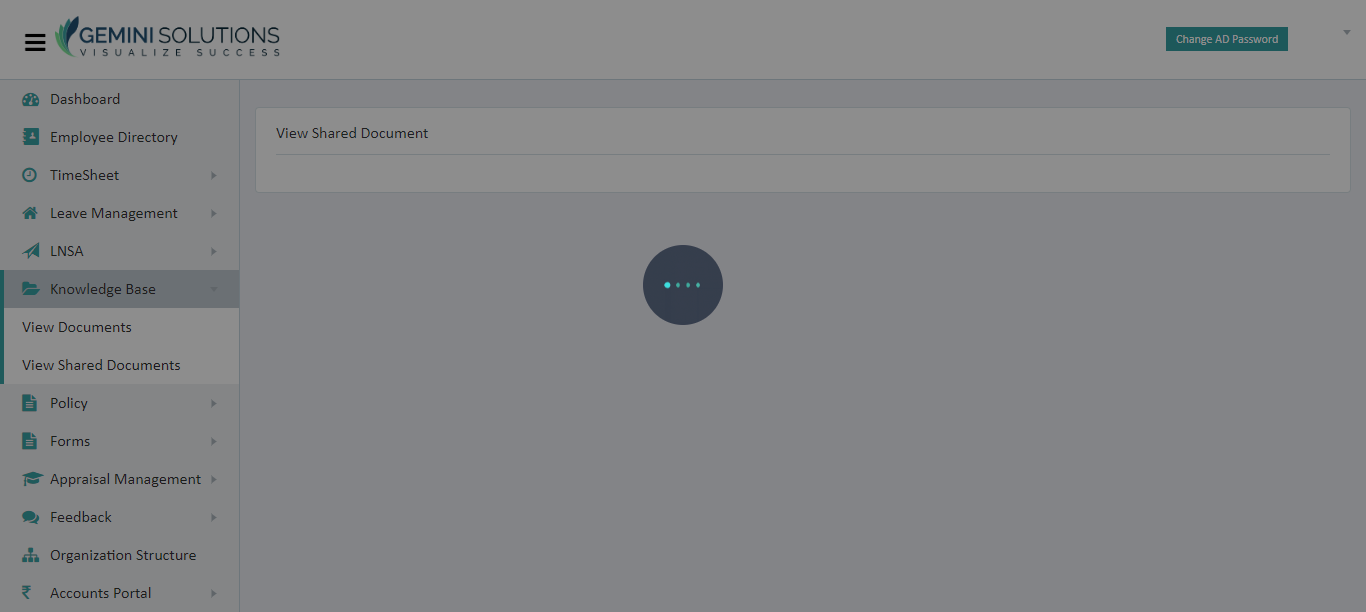 GEMINI SOLUTIONS
VISUALIZE SUCCESS
Change AD Password
Dashboard
Employee Directory
TimeSheet
Leave Management
LNSA
Knowledge Base
View Documents
View Shared Documents
Policy
Forms
Appraisal Management
Feedback
Organization Structure
₹ Accounts Portal
View Shared Document